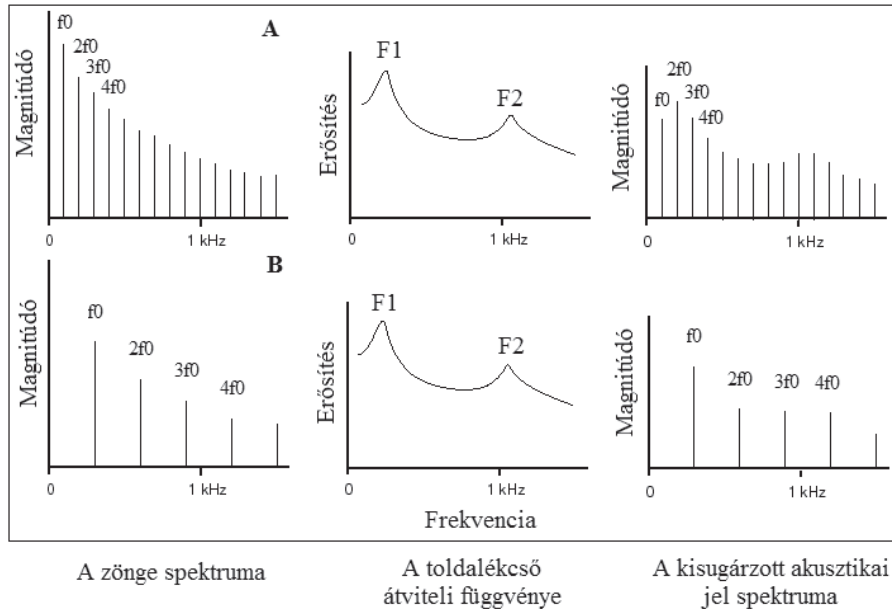 A
Magnitúdó
f0
2f0
3f0
4f0
0
1 kHz
Erősítés
F1
F2
0
1 kHz
Magnitúdó
f0
2f0
3f0
4f0
0
1 kHz
B
Magnitúdó
f0
2f0
3f0
4f0
0
1 kHz
Erősítés
F1
F2
0
1 kHz
Magnitúdó
f0
2f0
3f0
4f0
0
1 kHz
Frekvencia
A zönge spektruma
A toldalékcső
átviteli függvénye
A kisugárzott akusztikai
jel spektruma